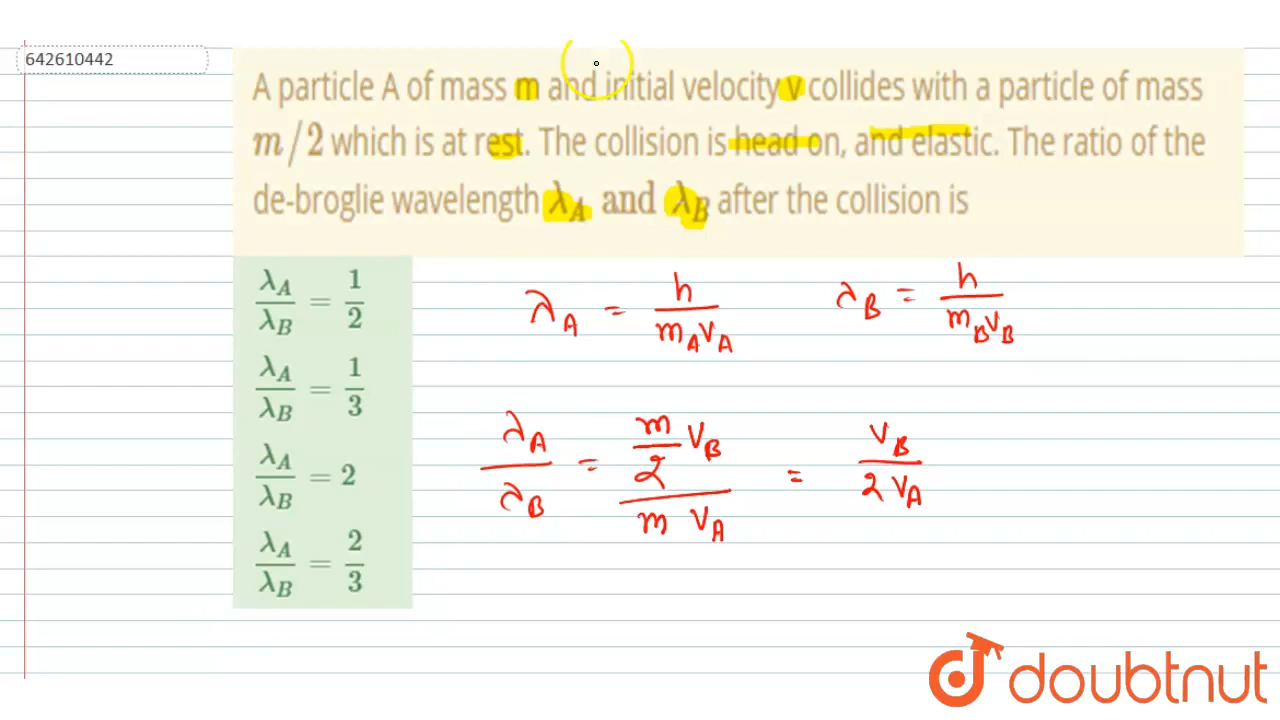 642610442
A particle A of mass m and initial velocity v collides with a particle of mass
m/2 which is at rest. The collision is head on, and elastic. The ratio of the
de-broglie wavelength λ_A and λ_B after the collision is
λ_A/λ_B = 1/2
λ_A/λ_B = 1/3
λ_A/λ_B = 2
λ_A/λ_B = 2/3
λ_A = h/(m_A v_A)
λ_B = h/(m_B v_B)
λ_A/λ_B = (m/2 v_B)/(m v_A) = v_B/(2 v_A)
doubtnut